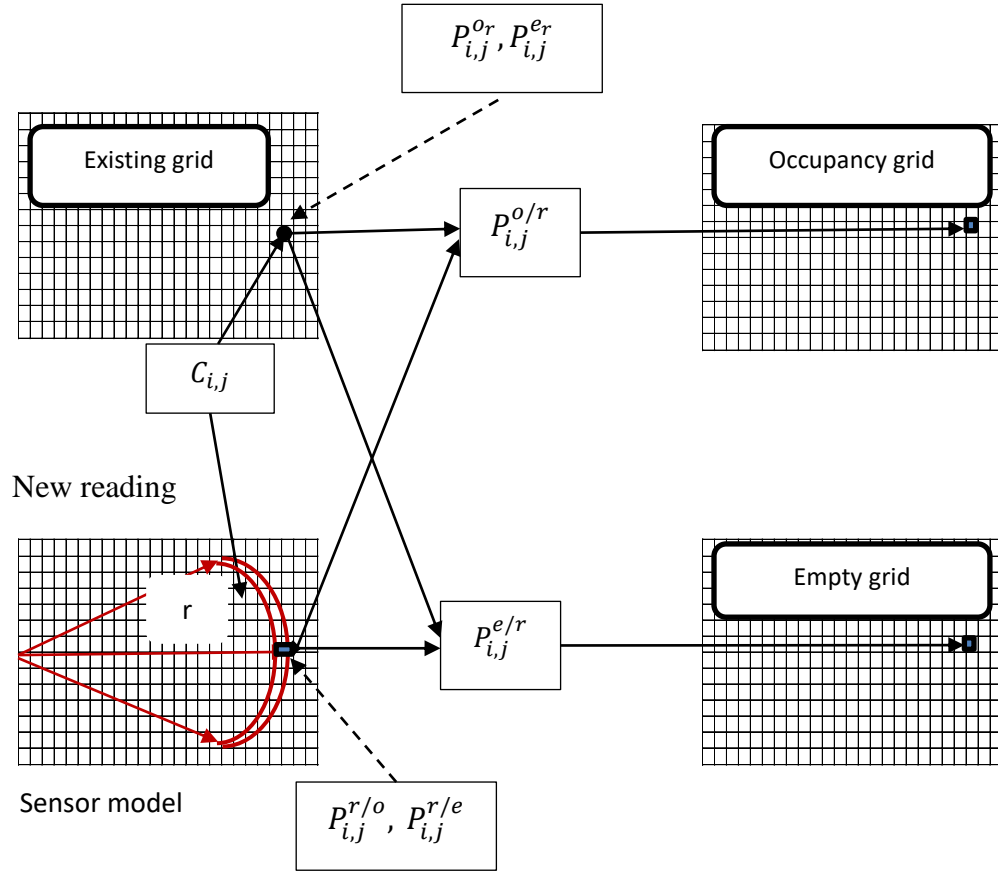 $P_{i,j}^{o_r}, P_{i,j}^{e_r}$
Existing grid
Occupancy grid
$P_{i,j}^{o/r}$
$C_{i,j}$
New reading
r
Empty grid
$P_{i,j}^{e/r}$
Sensor model
$P_{i,j}^{r/o}, P_{i,j}^{r/e}$